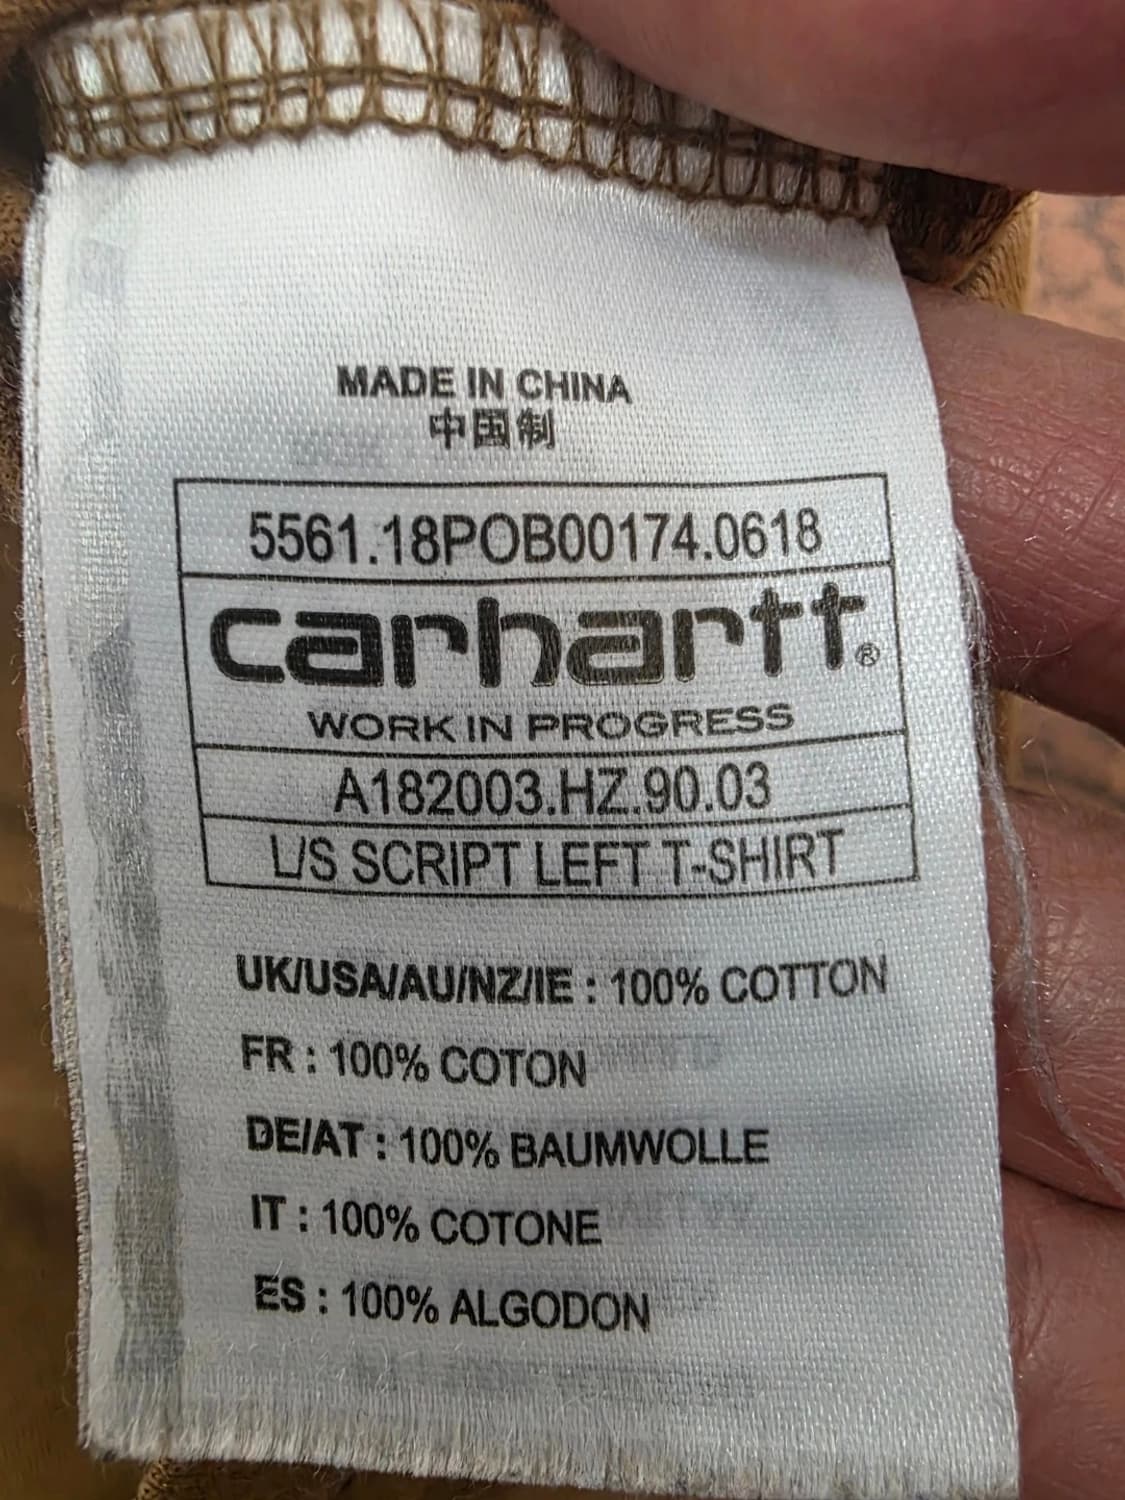 MADE IN CHINA
中国制
5561.18POB00174.0618
carhartt®
WORK IN PROGRESS
A182003.HZ.90.03
L/S SCRIPT LEFT T-SHIRT
UK/USA/AU/NZ/IE : 100% COTTON
FR : 100% COTON
DE/AT : 100% BAUMWOLLE
IT : 100% COTONE
ES : 100% ALGODON